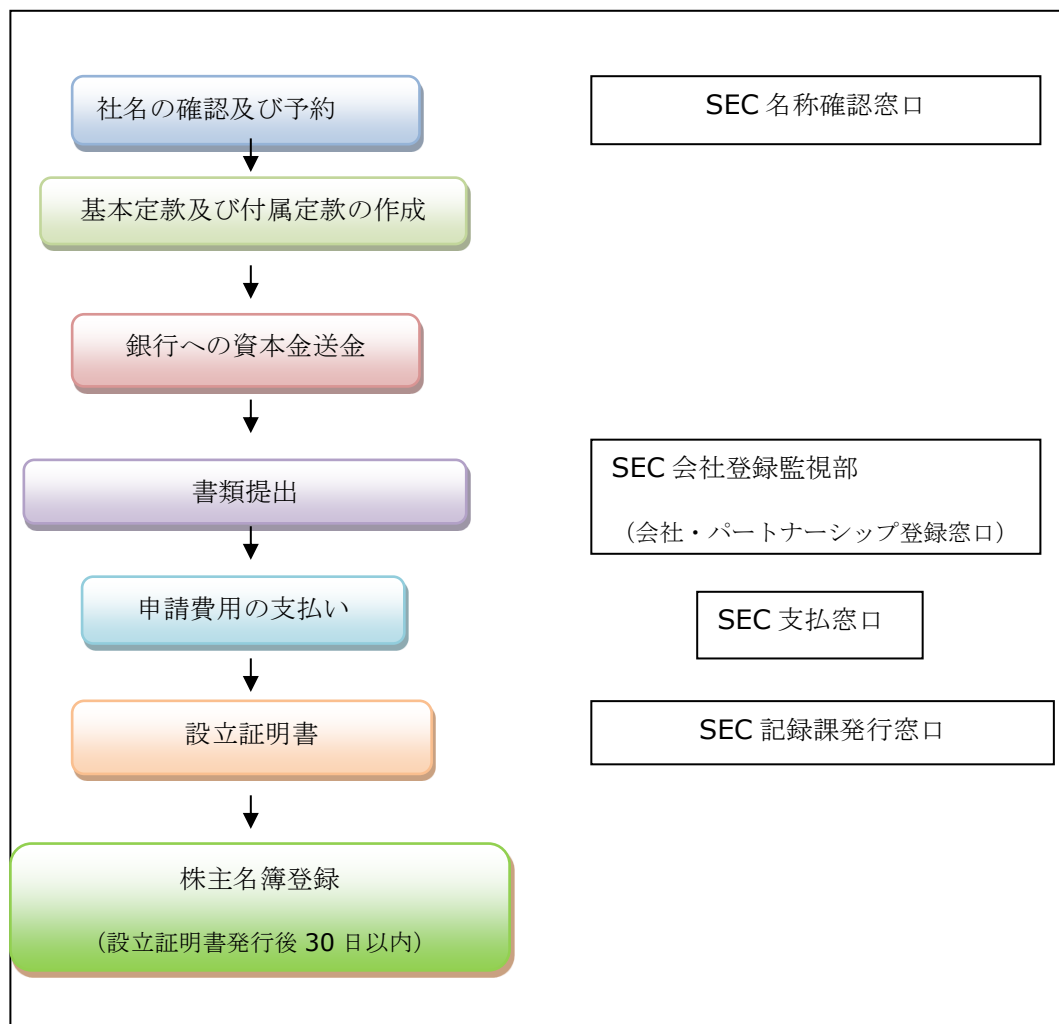 社名の確認及び予約
SEC 名称確認窓口
基本定款及び付属定款の作成
銀行への資本金送金
書類提出
SEC 会社登録監視部
（会社・パートナーシップ登録窓口）
申請費用の支払い
SEC 支払窓口
設立証明書
SEC 記録課発行窓口
株主名簿登録
（設立証明書発行後 30 日以内）